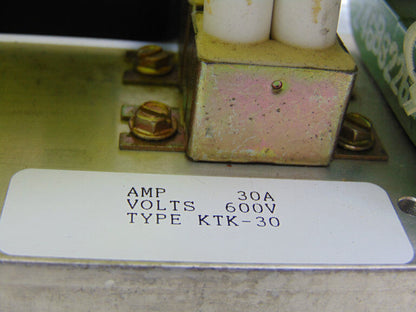 AMP 30A
VOLTS 600V
TYPE KTK-30